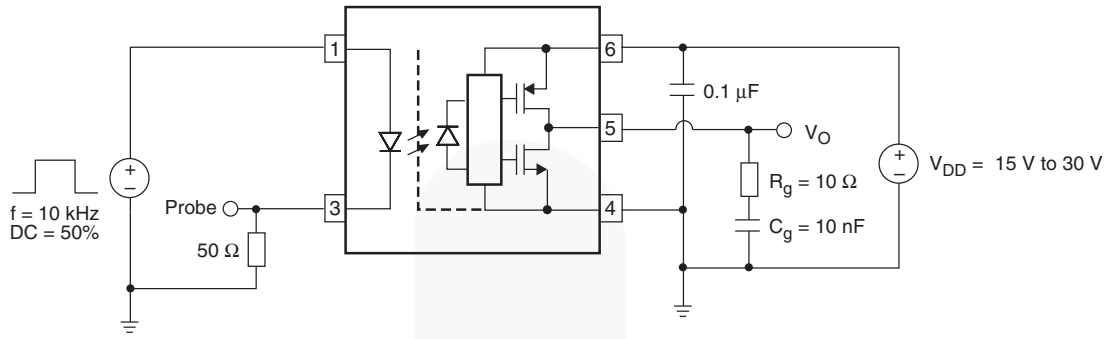 1
6
0.1 μF
5
V_O
V_DD = 15 V to 30 V
R_g = 10 Ω
f = 10 kHz
DC = 50%
Probe
3
4
C_g = 10 nF
50 Ω